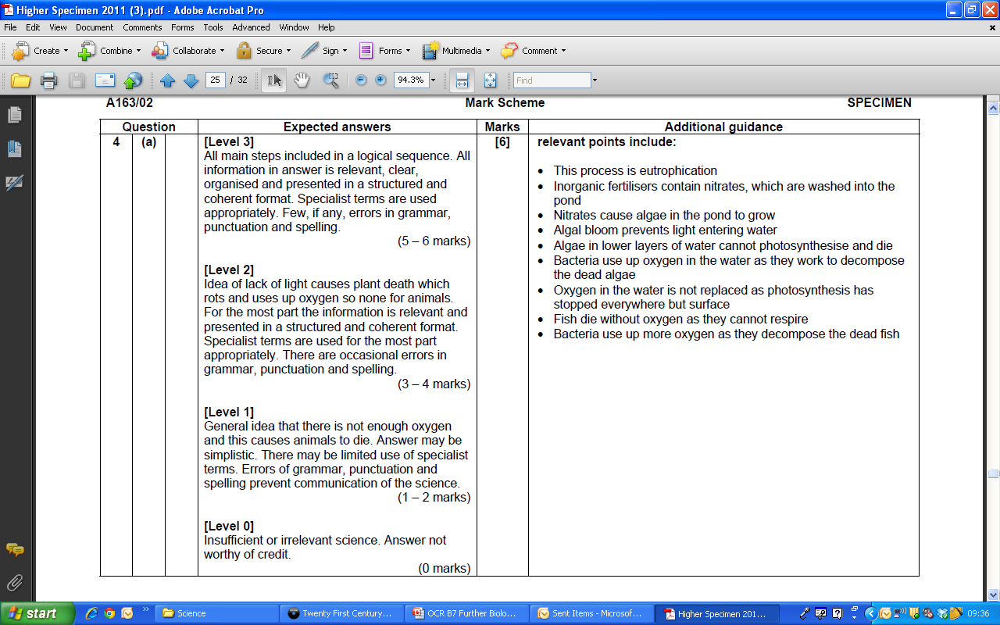 Higher Specimen 2011 (3).pdf - Adobe Acrobat Pro
File Edit View Document Comments Forms Tools Advanced Window Help
Create Combine Collaborate Secure Sign Forms Multimedia Comment
25 / 32 94.3% Find
A163/02 Mark Scheme SPECIMEN
Question Expected answers Marks Additional guidance
4 (a) [Level 3] [6] relevant points include:
All main steps included in a logical sequence. All
information in answer is relevant, clear,
organised and presented in a structured and
coherent format. Specialist terms are used
appropriately. Few, if any, errors in grammar,
punctuation and spelling.
(5 – 6 marks)
[Level 2]
Idea of lack of light causes plant death which
rots and uses up oxygen so none for animals.
For the most part the information is relevant and
presented in a structured and coherent format.
Specialist terms are used for the most part
appropriately. There are occasional errors in
grammar, punctuation and spelling.
(3 – 4 marks)
[Level 1]
General idea that there is not enough oxygen
and this causes animals to die. Answer may be
simplistic. There may be limited use of specialist
terms. Errors of grammar, punctuation and
spelling prevent communication of the science.
(1 – 2 marks)
[Level 0]
Insufficient or irrelevant science. Answer not
worthy of credit.
(0 marks)
• This process is eutrophication
• Inorganic fertilisers contain nitrates, which are washed into the
pond
• Nitrates cause algae in the pond to grow
• Algal bloom prevents light entering water
• Algae in lower layers of water cannot photosynthesise and die
• Bacteria use up oxygen in the water as they work to decompose
the dead algae
• Oxygen in the water is not replaced as photosynthesis has
stopped everywhere but surface
• Fish die without oxygen as they cannot respire
• Bacteria use up more oxygen as they decompose the dead fish
start Science Twenty First Century... OCR B7 Further Biolo... Sent Items - Microsof... Higher Specimen 201... 09:36